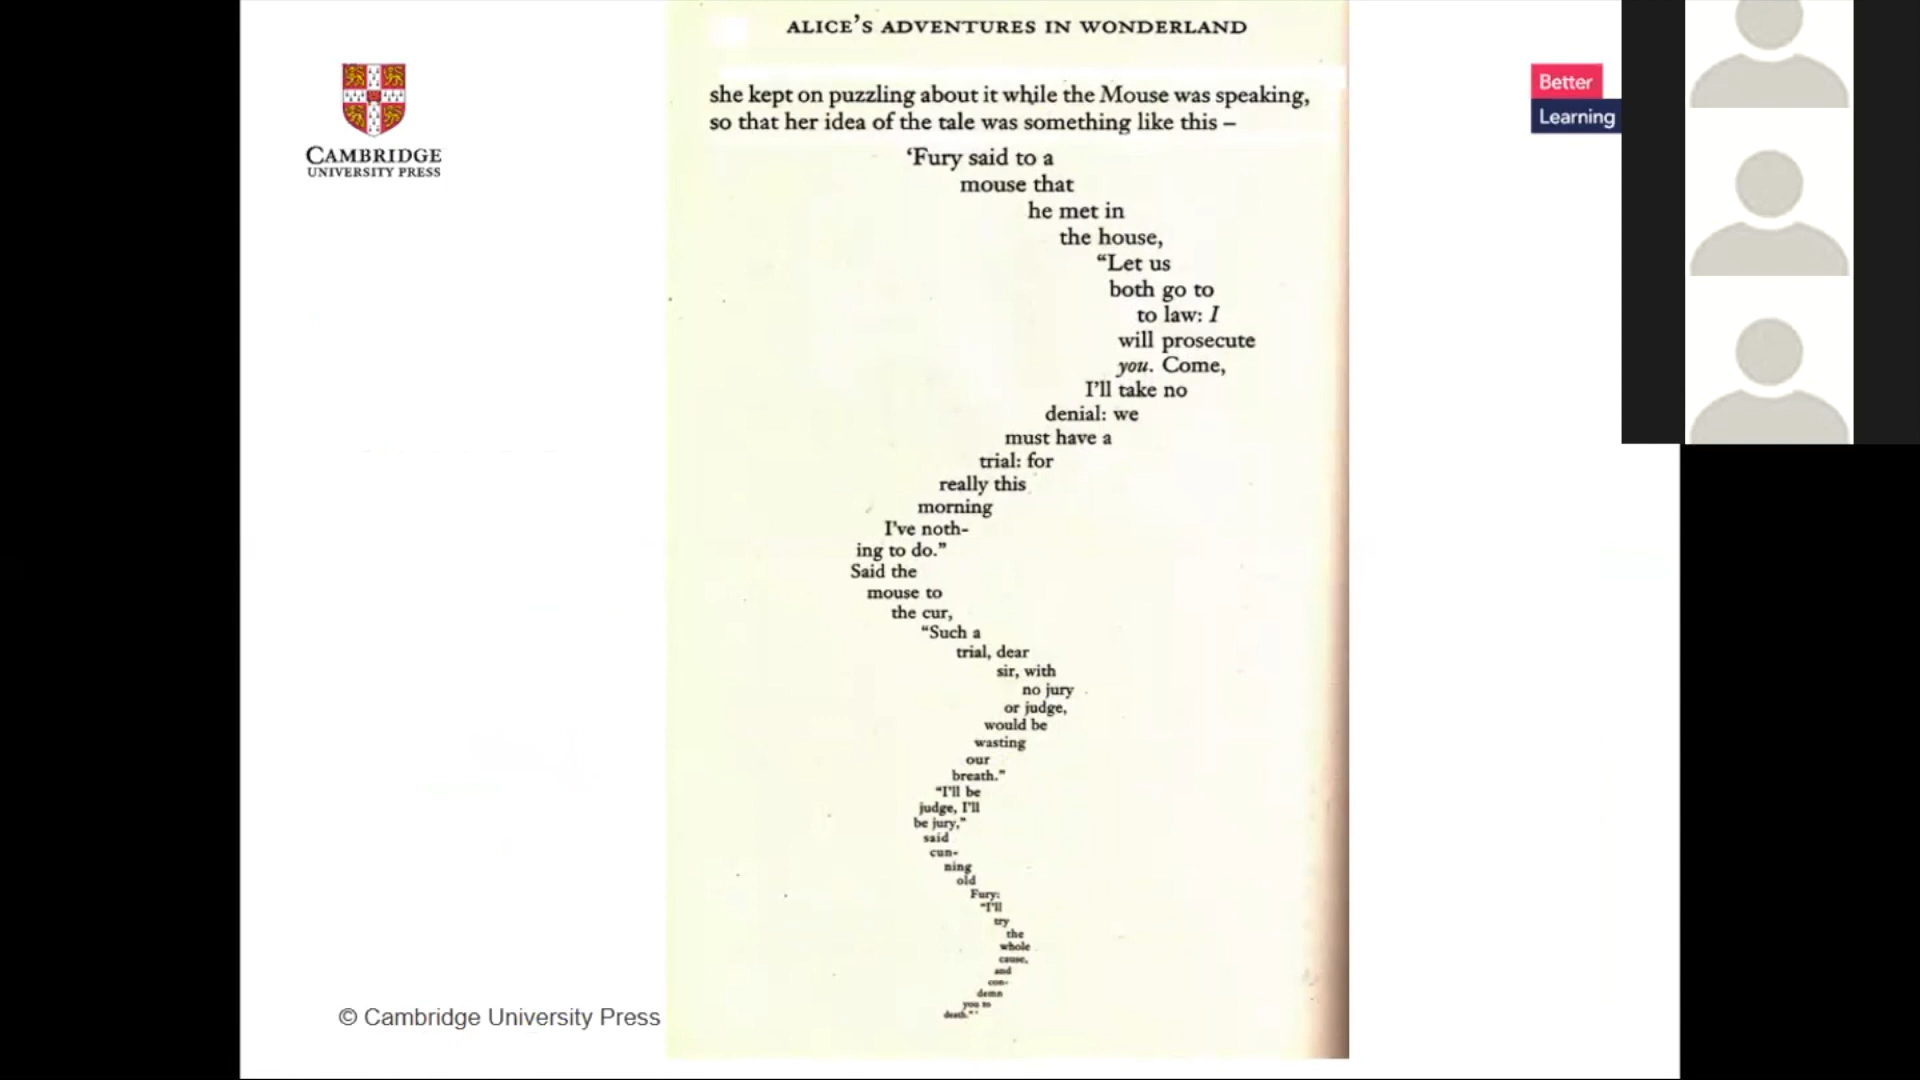 ALICE'S ADVENTURES IN WONDERLAND
CAMBRIDGE
UNIVERSITY PRESS
Better
Learning
she kept on puzzling about it while the Mouse was speaking,
so that her idea of the tale was something like this –
‘Fury said to a
mouse that
he met in
the house,
“Let us
both go to
to law: I
will prosecute
you. Come,
I'll take no
denial: we
must have a
trial: for
really this
morning
I've noth-
ing to do.”
Said the
mouse to
the cur,
“Such a
trial, dear
sir, with
no jury
or judge,
would be
wasting
our
breath.”
“I'll be
judge, I'll
be jury,”
said
cun-
ning
old
Fury:
“I'll
try
the
whole
cause,
and
con-
demn
you to
death.”’
© Cambridge University Press